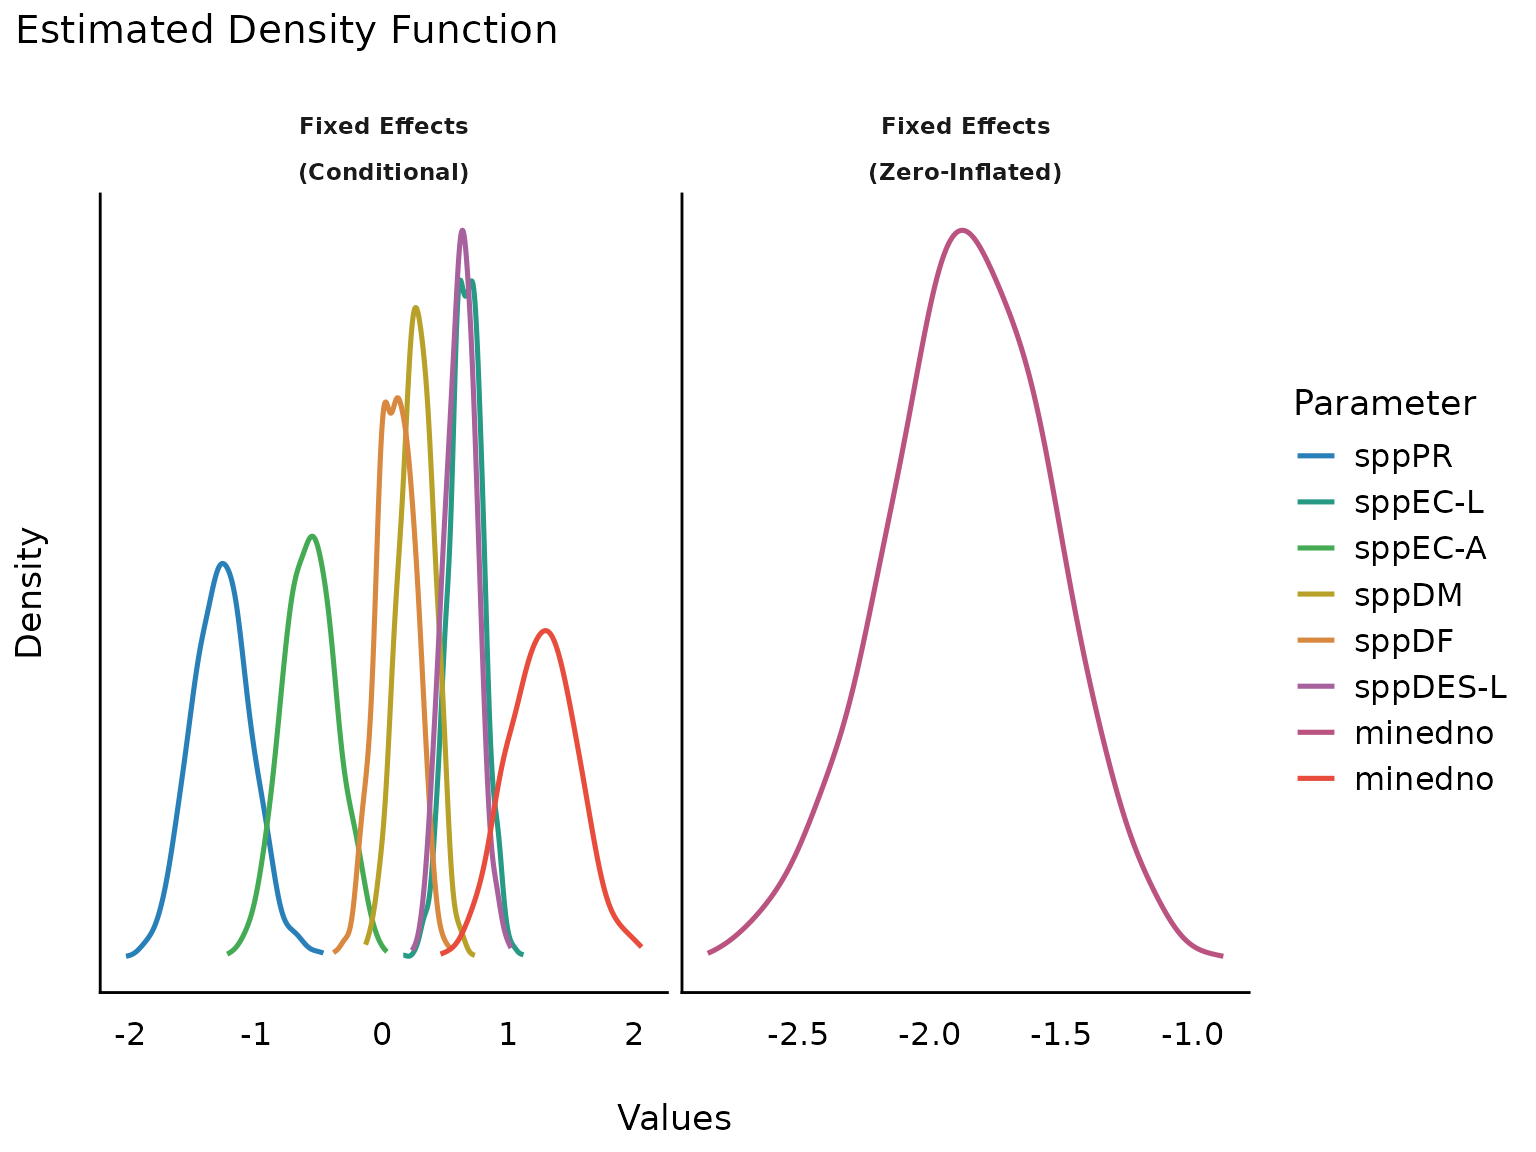 Estimated Density Function
Fixed Effects
(Conditional)
Fixed Effects
(Zero-Inflated)
Density
-2 -1 0 1 2
-2.5 -2.0 -1.5 -1.0
Values
Parameter
sppPR
sppEC-L
sppEC-A
sppDM
sppDF
sppDES-L
minedno
minedno